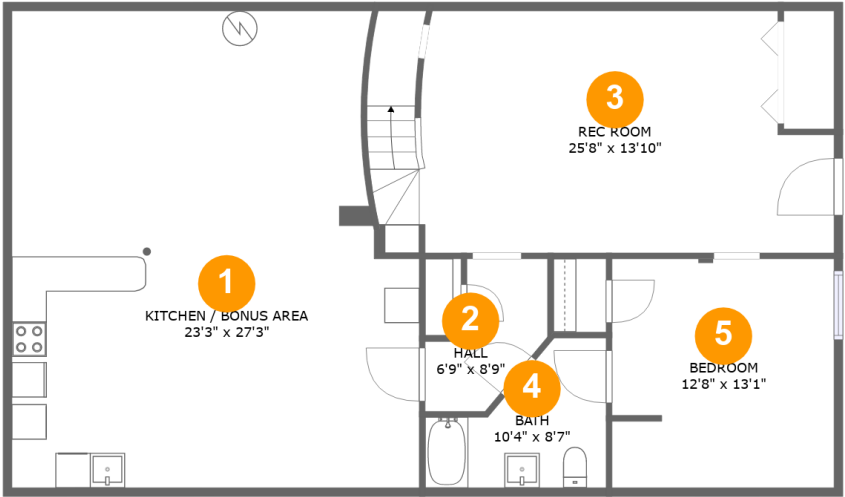 3
REC ROOM
25'8" x 13'10"
1
KITCHEN / BONUS AREA
23'3" x 27'3"
2
HALL
6'9" x 8'9"
5
BEDROOM
12'8" x 13'1"
4
BATH
10'4" x 8'7"